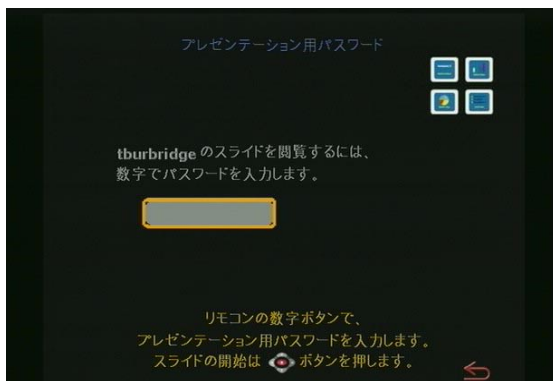 プレゼンテーション用パスワード
tburbridge のスライドを閲覧するには、
数字でパスワードを入力します。
リモコンの数字ボタンで、
プレゼンテーション用パスワードを入力します。
スライドの開始は ボタンを押します。